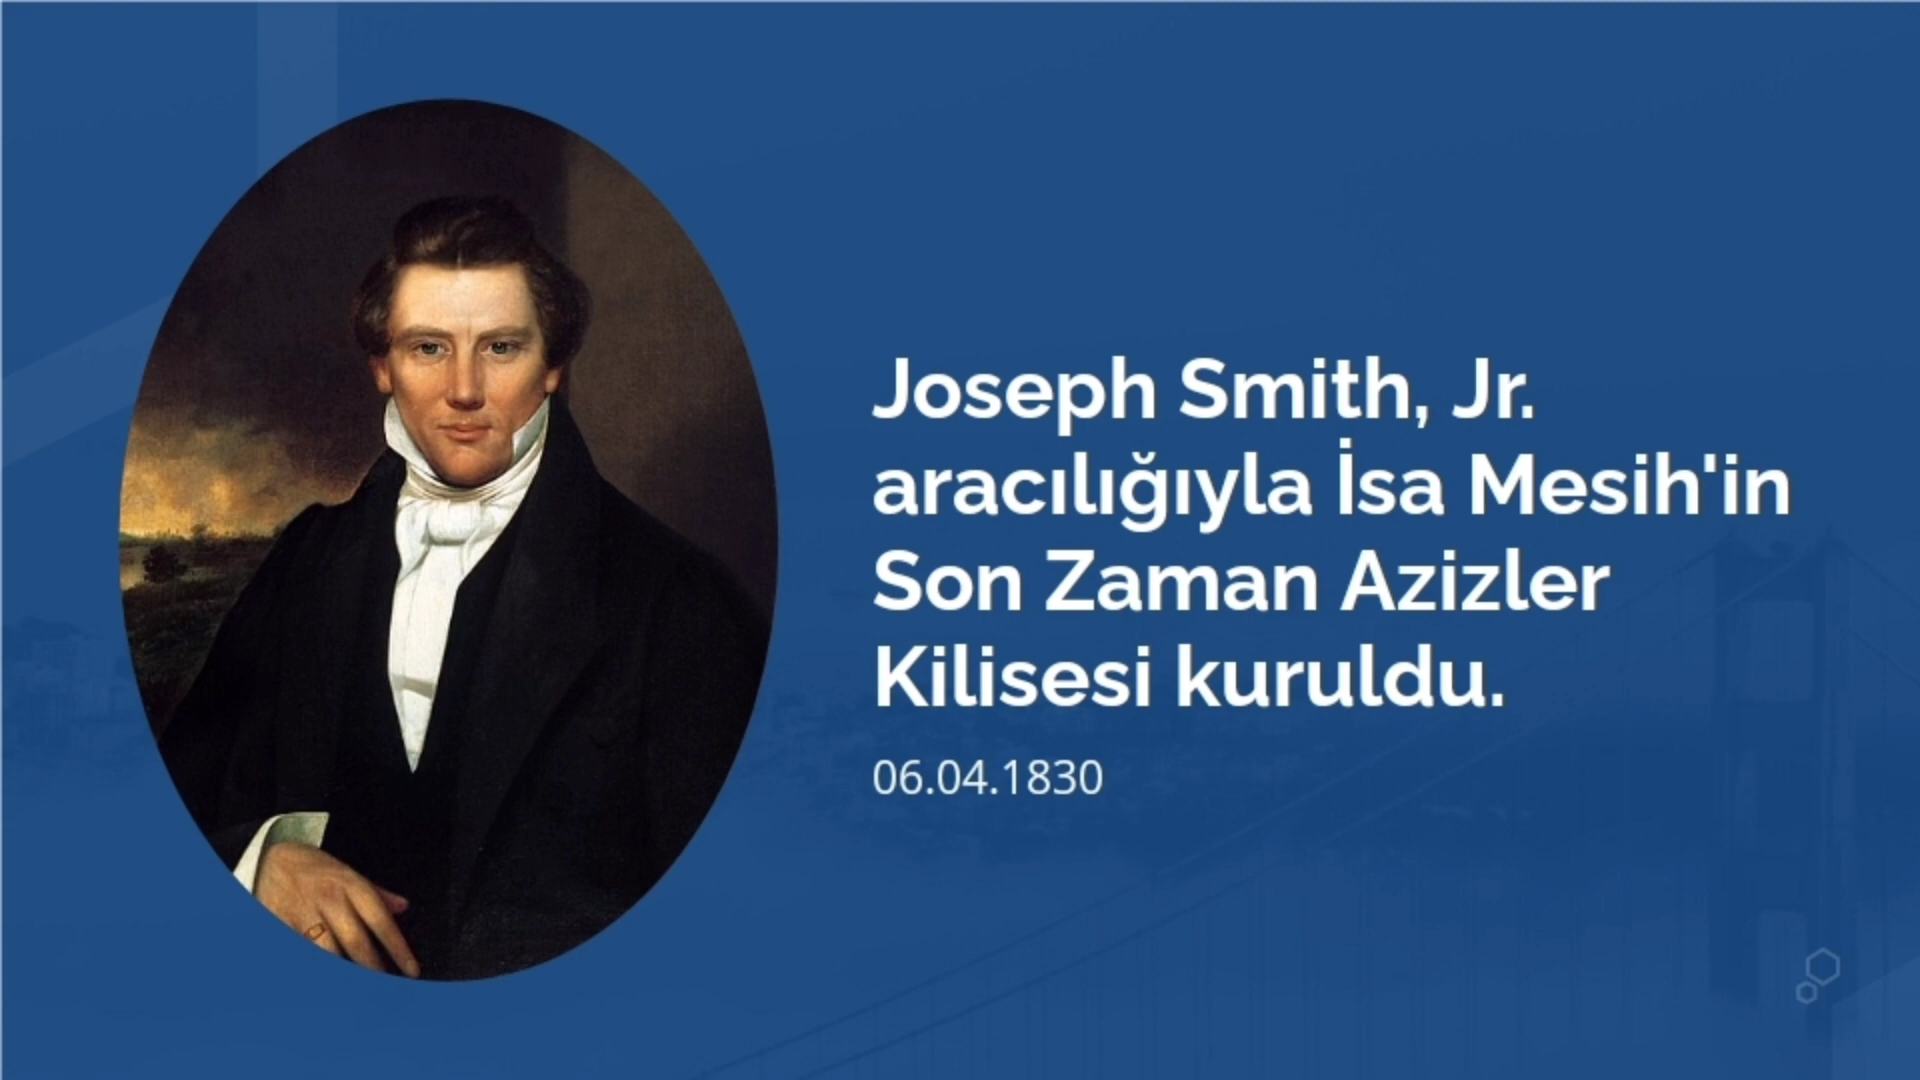 Joseph Smith, Jr.
aracılığıyla İsa Mesih'in
Son Zaman Azizler
Kilisesi kuruldu.
06.04.1830